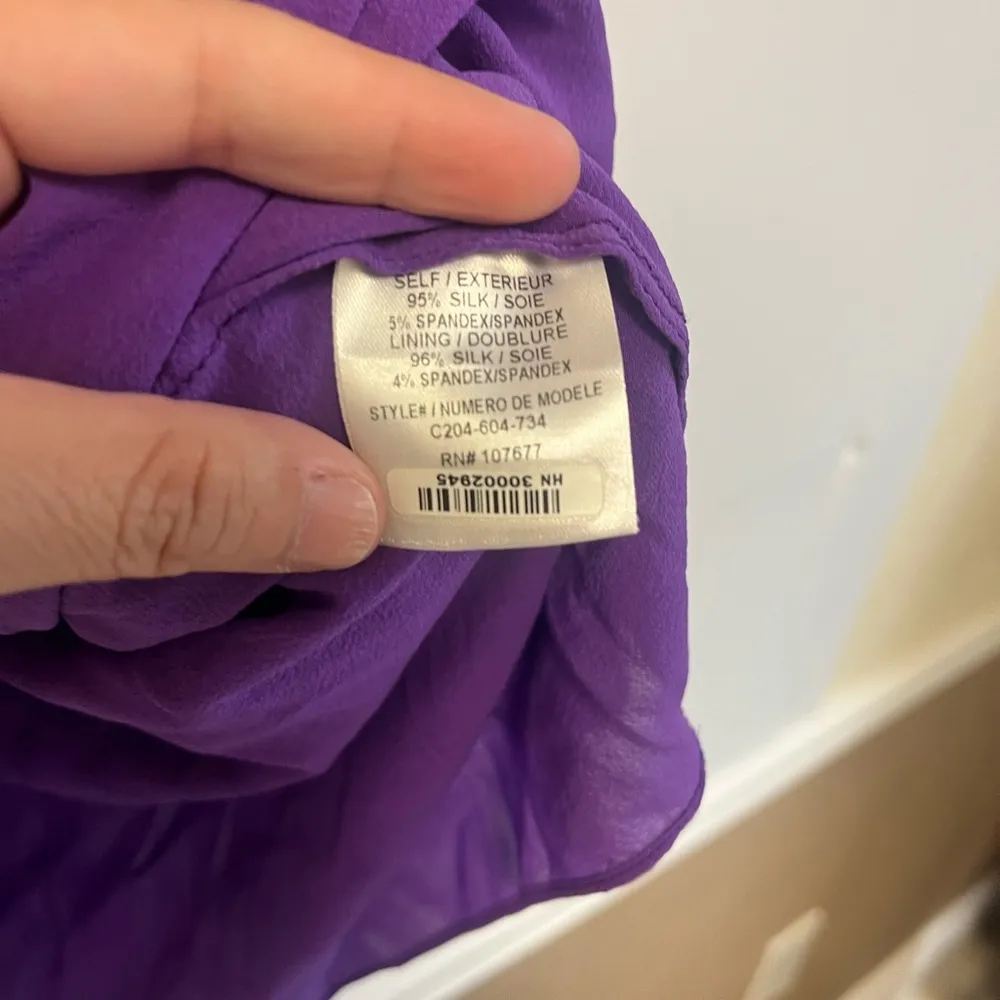 SELF / EXTERIEUR
95% SILK / SOIE
5% SPANDEX/SPANDEX
LINING / DOUBLURE
96% SILK / SOIE
4% SPANDEX/SPANDEX
STYLE# / NUMERO DE MODELE
C204-604-734
RN# 107677
HN 30002945